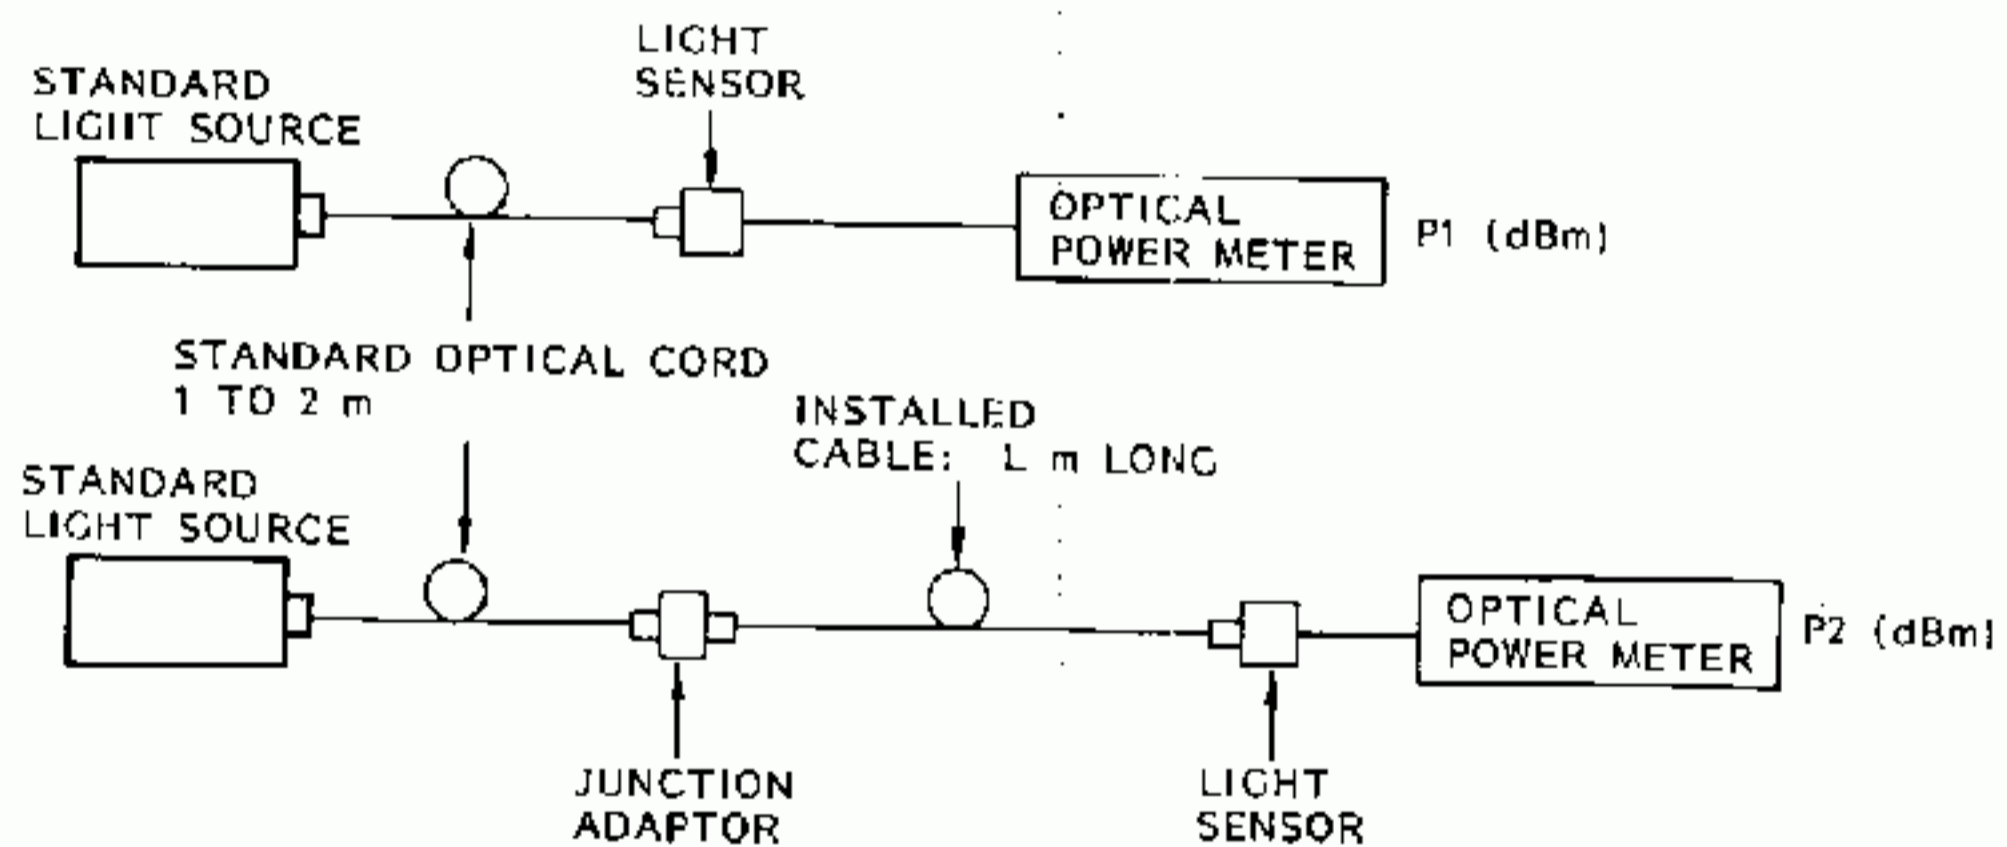 LIGHT
SENSOR
STANDARD
LIGHT SOURCE
OPTICAL
POWER METER
P1 (dBm)
STANDARD OPTICAL CORD
1 TO 2 m
INSTALLED
CABLE: L m LONG
STANDARD
LIGHT SOURCE
OPTICAL
POWER METER
P2 (dBm)
JUNCTION
ADAPTOR
LIGHT
SENSOR